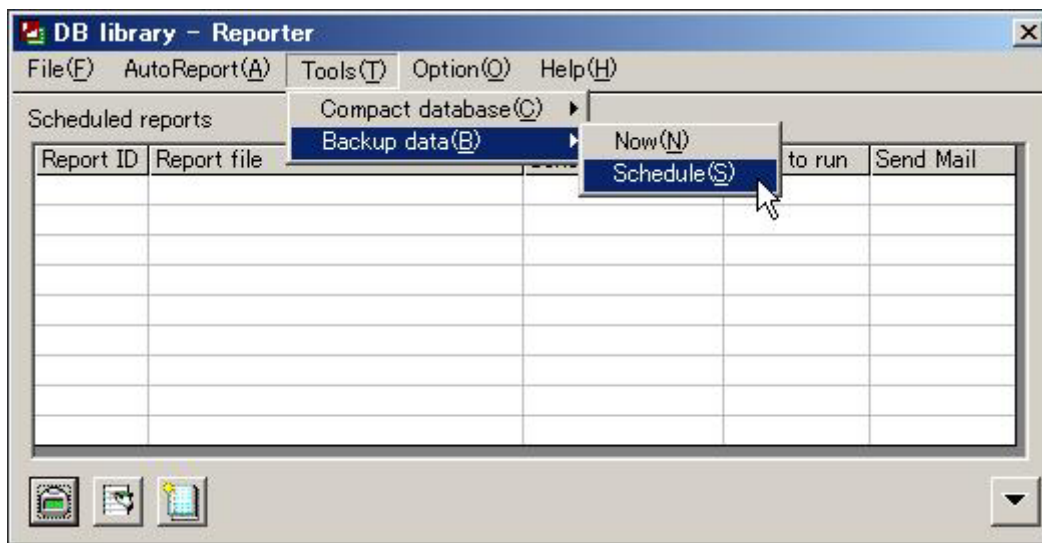 DB library - Reporter
File(F) AutoReport(A) Tools(T) Option(O) Help(H)
Compact database(C)
Scheduled reports
Backup data(B)
Now(N)
Report ID Report file to run Send Mail
Schedule(S)